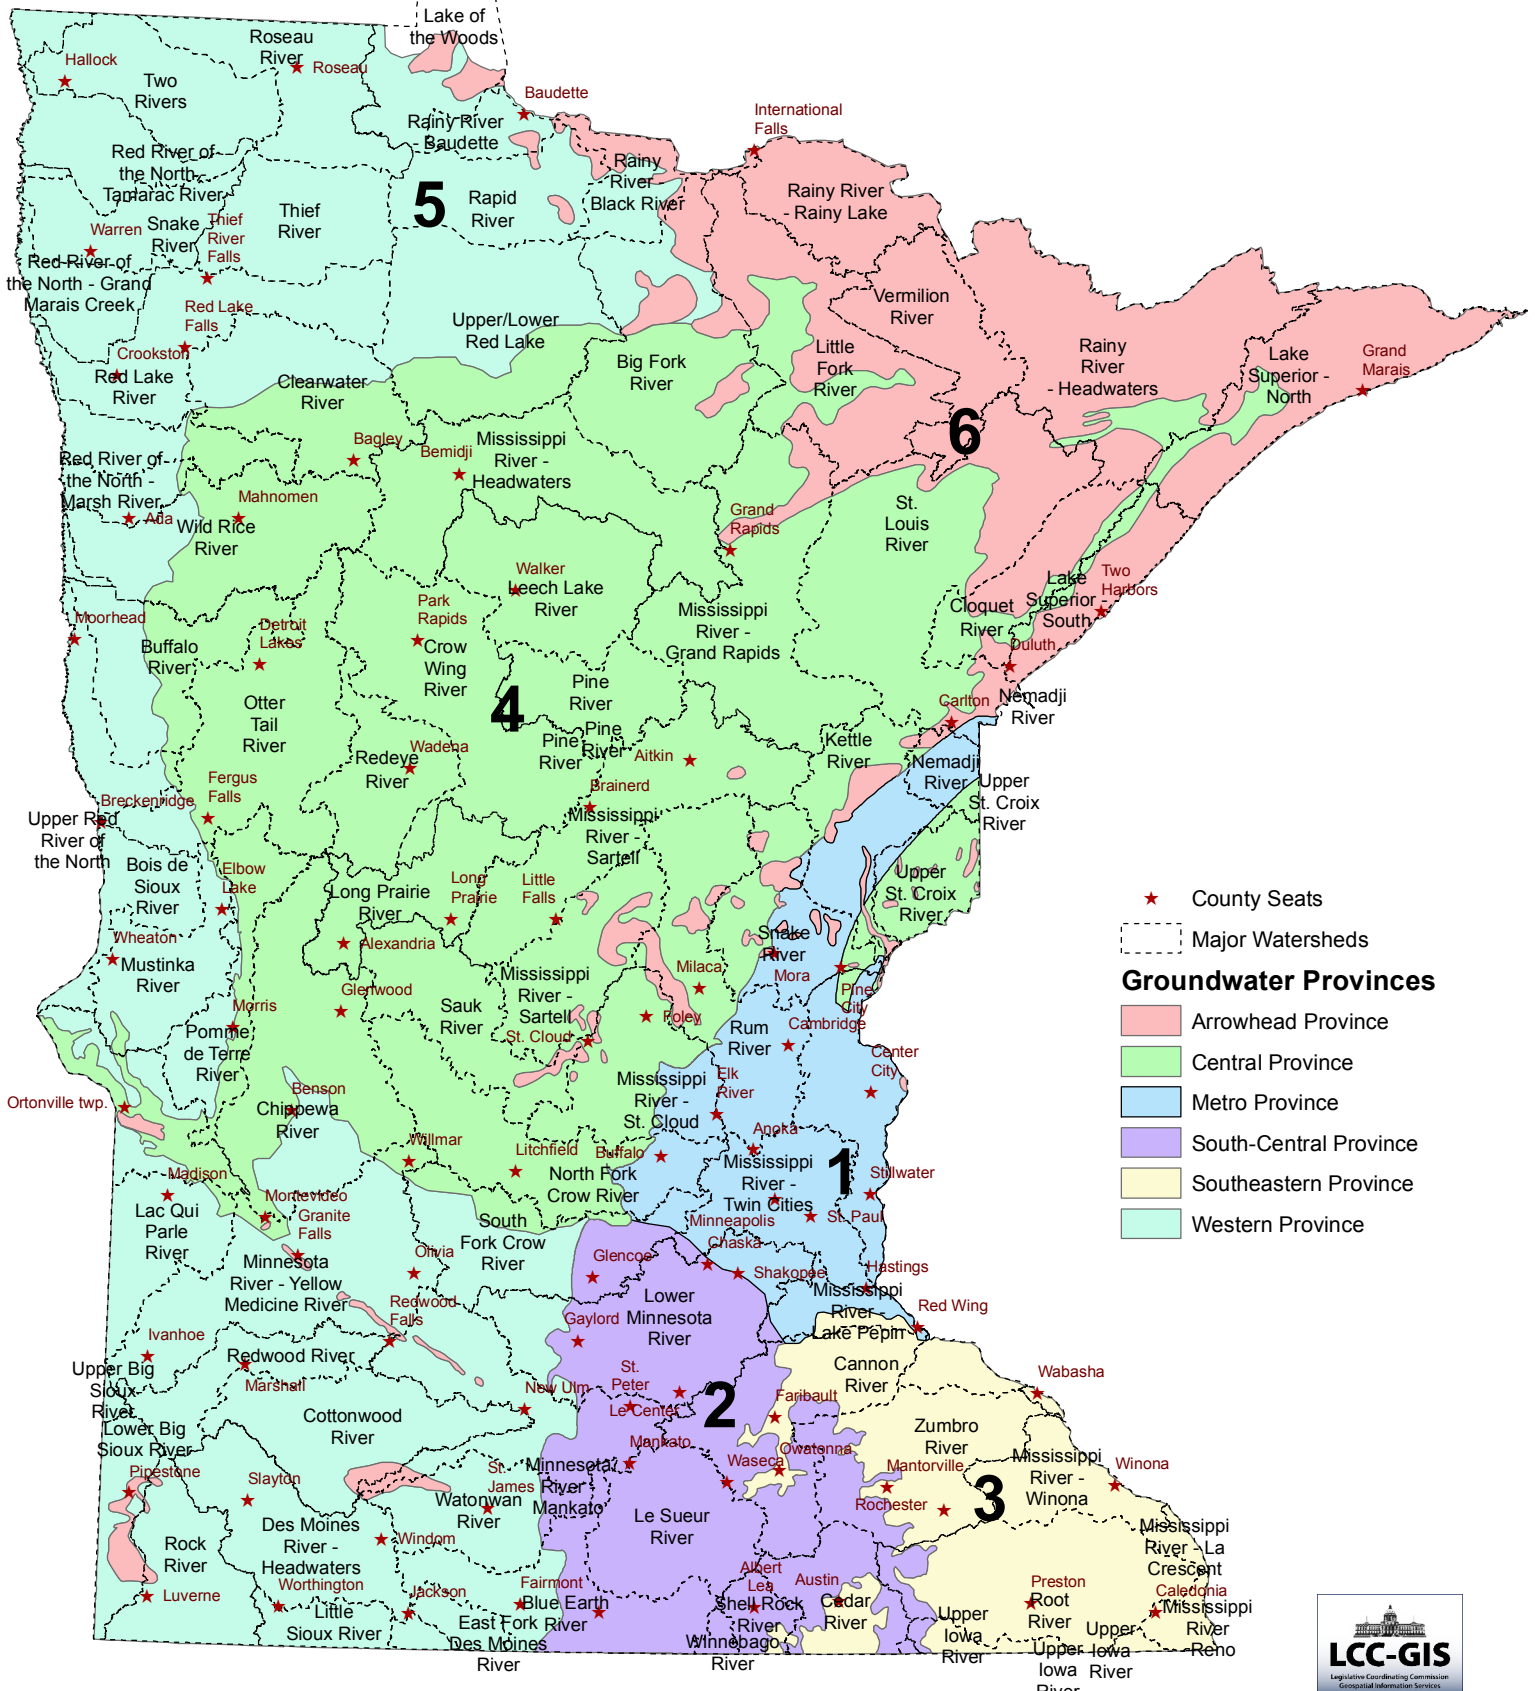 Lake of
the Woods
Roseau
River
Roseau
Hallock
Two
Rivers
Baudette
International
Falls
Rainy River
- Baudette
Red River of
the North -
Tamarac River
Rainy
River -
Black River
5
Rapid
River
Rainy River
- Rainy Lake
Thief
River
Snake
River
Thief
River
Falls
Warren
Red River of
the North - Grand
Marais Creek
Red Lake
Falls
Vermilion
River
Upper/Lower
Red Lake
Crookston
Red Lake
River
Big Fork
River
Little
Fork
River
Rainy
River
- Headwaters
Lake
Superior -
North
Grand
Marais
Clearwater
River
6
Bagley
Bemidji
Mississippi
River -
Headwaters
Red River of
the North -
Marsh River
Ada
Mahnomen
Wild Rice
River
Grand
Rapids
St.
Louis
River
Walker
Leech Lake
River
Two
Harbors
Lake
Superior -
South
Cloquet
River
Duluth
Moorhead
Buffalo
River
Detroit
Lakes
Park
Rapids
Crow
Wing
River
Mississippi
River -
Grand Rapids
Otter
Tail
River
4
Pine
River
Carlton
Nemadji
River
Pine
River
Pine
River
Aitkin
Kettle
River
Nemadji
River
Redeye
River
Wadena
Fergus
Falls
Breckenridge
Upper Red
River of
the North
Brainerd
Mississippi
River -
Sartell
Upper
St. Croix
River
Bois de
Sioux
River
Elbow
Lake
Long Prairie
River
Long
Prairie
Little
Falls
Upper
St. Croix
River
Wheaton
Mustinka
River
Alexandria
Snake
River
Mora
Glenwood
Sauk
River
Mississippi
River -
Sartell
Milaca
Pine
City
Morris
Pomme
de Terre
River
St. Cloud
Foley
Rum
River
Cambridge
Center
City
Ortonville twp.
Benson
Chippewa
River
Mississippi
River -
St. Cloud
Elk
River
Willmar
Litchfield
Buffalo
Anoka
North Fork
Crow River
Mississippi
River -
Twin Cities
1
Stillwater
Madison
Lac Qui
Parle
River
Montevideo
Granite
Falls
South
Fork Crow
River
Minneapolis
St. Paul
Minnesota
River - Yellow
Medicine River
Olivia
Glencoe
Chaska
Shakopee
Hastings
Redwood
Falls
Lower
Minnesota
River
Mississippi
River -
Lake Pepin
Red Wing
Gaylord
Ivanhoe
Redwood River
Marshall
Upper Big
Sioux
River
St.
Peter
Le Center
Cannon
River
Wabasha
New Ulm
2
Faribault
Cottonwood
River
Lower Big
Sioux River
Zumbro
River
Mankato
Owatonna
Waseca
Mantorville
Mississippi
River -
Winona
Winona
Pipestone
Slayton
St.
James
Watonwan
River
Minnesota
River -
Mankato
Rochester
3
Le Sueur
River
Rock
River
Des Moines
River -
Headwaters
Windom
Mississippi
River - La
Crescent
Albert
Lea
Austin
Luverne
Worthington
Little
Sioux River
Jackson
Fairmont
Blue Earth
River
East Fork
Des Moines
River
Shell Rock
River
Winnebago
River
Cedar
River
Upper
Iowa
River
Preston
Root
River
Caledonia
Mississippi
River
Reno
Upper
Iowa
River
Upper
Iowa
River
County Seats
Major Watersheds
Groundwater Provinces
Arrowhead Province
Central Province
Metro Province
South-Central Province
Southeastern Province
Western Province
LCC-GIS
Legislative Coordinating Commission
Geospatial Information Services